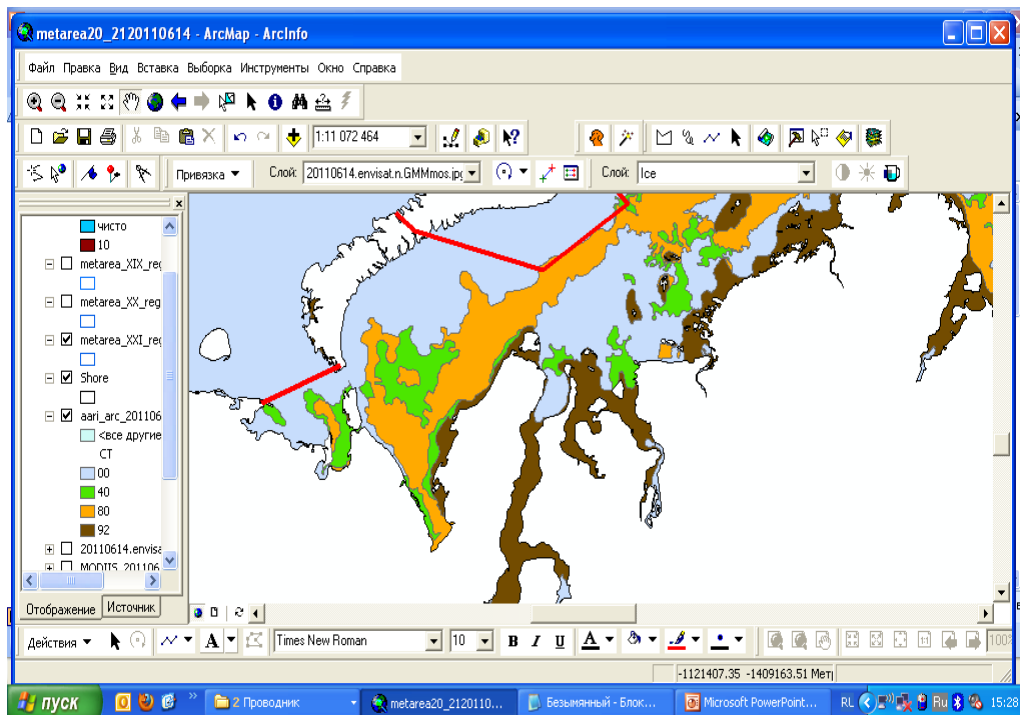 metarea20_2120110614 - ArcMap - ArcInfo
Файл Правка Вид Вставка Выборка Инструменты Окно Справка
1:11 072 464
Привязка Слой: 20110614.envisat.n.GMMmos.jpg Слой: Ice
чисто
10
metarea_XIX_reg
metarea_XX_reg
metarea_XXI_reg
Shore
aari_arc_201106
<все другие
CT
00
40
80
92
20110614.envisa
MODIIS_201106
Отображение Источник
Действия A Times New Roman 10 B I U A 100%
-1121407.35 -1409163.51 Мет
пуск 2 Проводник metarea20_2120110... Безымянный - Блок... Microsoft PowerPoint... RL Ru 15:28